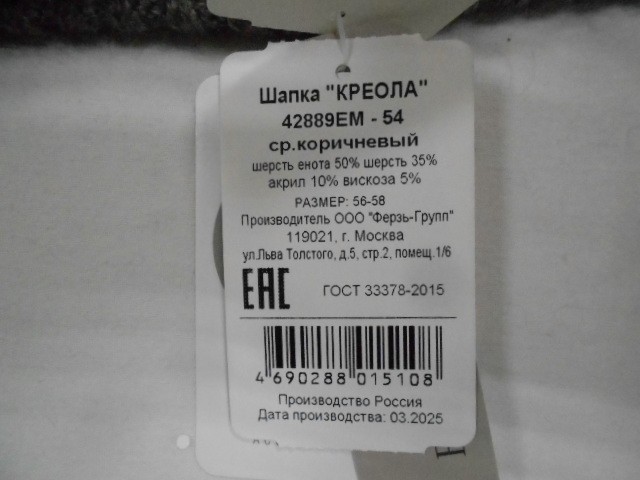 Шапка "КРЕОЛА"
42889ЕМ - 54
ср.коричневый
шерсть енота 50% шерсть 35%
акрил 10% вискоза 5%
РАЗМЕР: 56-58
Производитель ООО "Ферзь-Групп"
119021, г. Москва
ул.Льва Толстого, д.5, стр.2, помещ.1/6
ЕАС ГОСТ 33378-2015
4 690288 015108
Производство Россия
Дата производства: 03.2025